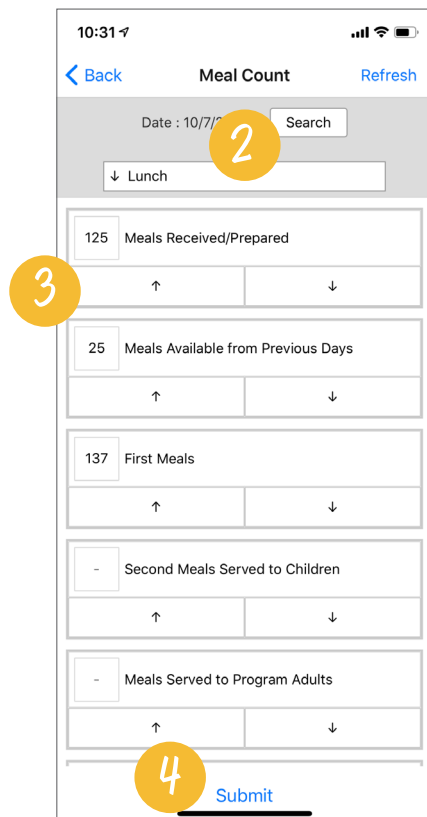 10:31
Back Meal Count Refresh
Date : 10/7/2 Search
2
↓ Lunch
125 Meals Received/Prepared
3
↑ ↓
25 Meals Available from Previous Days
↑ ↓
137 First Meals
↑ ↓
- Second Meals Served to Children
↑ ↓
- Meals Served to Program Adults
↑ ↓
4
Submit